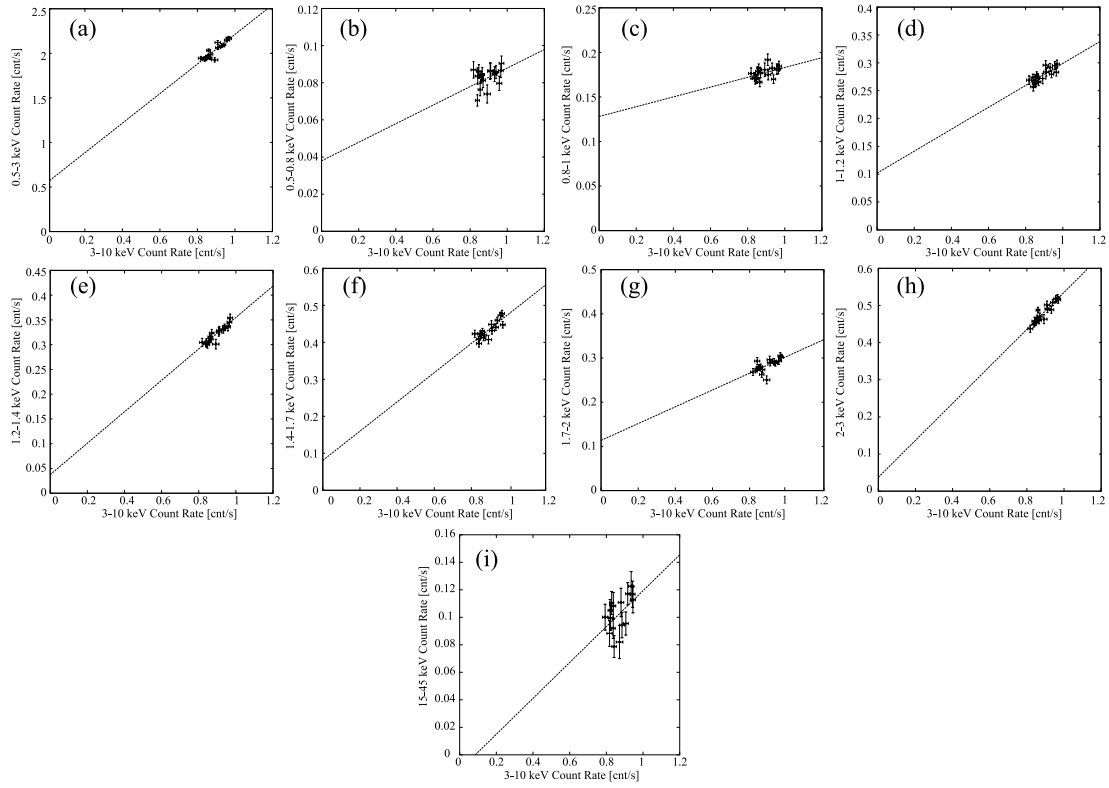 (a)
2.5
2
1.5
1
0.5
0
0 0.2 0.4 0.6 0.8 1 1.2
0.5-3 keV Count Rate [cnt/s]
3-10 keV Count Rate [cnt/s]
(b)
0.12
0.1
0.08
0.06
0.04
0.02
0
0 0.2 0.4 0.6 0.8 1 1.2
0.5-0.8 keV Count Rate [cnt/s]
3-10 keV Count Rate [cnt/s]
(c)
0.25
0.2
0.15
0.1
0.05
0
0 0.2 0.4 0.6 0.8 1 1.2
0.8-1 keV Count Rate [cnt/s]
3-10 keV Count Rate [cnt/s]
(d)
0.4
0.35
0.3
0.25
0.2
0.15
0.1
0.05
0
0 0.2 0.4 0.6 0.8 1 1.2
1-1.2 keV Count Rate [cnt/s]
3-10 keV Count Rate [cnt/s]
(e)
0.45
0.4
0.35
0.3
0.25
0.2
0.15
0.1
0.05
0
0 0.2 0.4 0.6 0.8 1 1.2
1.2-1.4 keV Count Rate [cnt/s]
3-10 keV Count Rate [cnt/s]
(f)
0.6
0.5
0.4
0.3
0.2
0.1
0
0 0.2 0.4 0.6 0.8 1 1.2
1.4-1.7 keV Count Rate [cnt/s]
3-10 keV Count Rate [cnt/s]
(g)
0.5
0.4
0.3
0.2
0.1
0
0 0.2 0.4 0.6 0.8 1 1.2
1.7-2 keV Count Rate [cnt/s]
3-10 keV Count Rate [cnt/s]
(h)
0.6
0.5
0.4
0.3
0.2
0.1
0
0 0.2 0.4 0.6 0.8 1 1.2
2-3 keV Count Rate [cnt/s]
3-10 keV Count Rate [cnt/s]
(i)
0.16
0.14
0.12
0.1
0.08
0.06
0.04
0.02
0
0 0.2 0.4 0.6 0.8 1 1.2
15-45 keV Count Rate [cnt/s]
3-10 keV Count Rate [cnt/s]